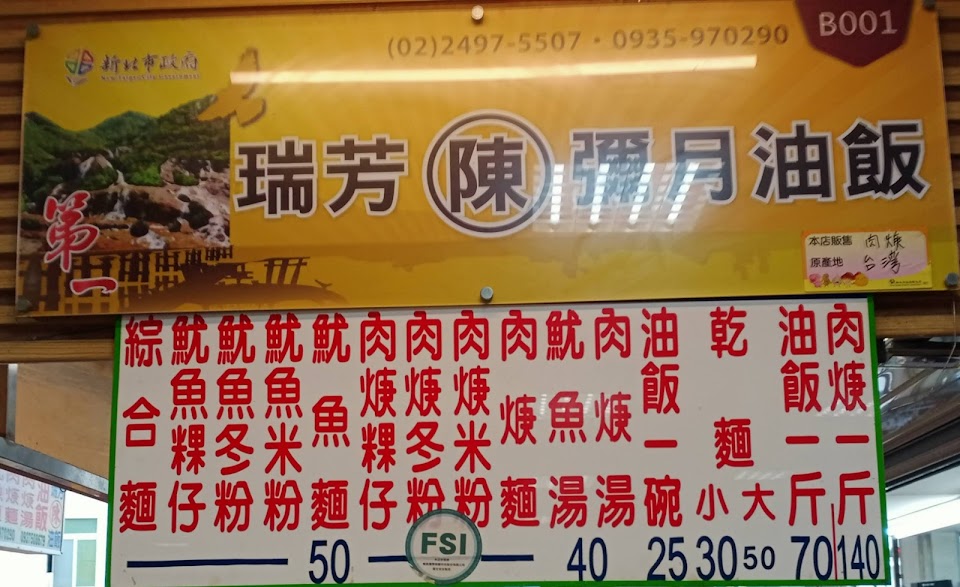 (02)2497-5507・0935-970290
B001
新北市政府
瑞芳陳彌月油飯
第一
本店販售 肉焿
原產地 台灣
肉焿一斤 140
油飯一斤 70
乾麵 小30 大50
油飯一碗 25
肉焿湯
魷魚湯
40
肉焿麵
肉焿米粉
肉焿冬粉
肉焿粿仔
魷魚麵
魷魚米粉
魷魚冬粉
魷魚粿仔
綜合麵
50
FSI